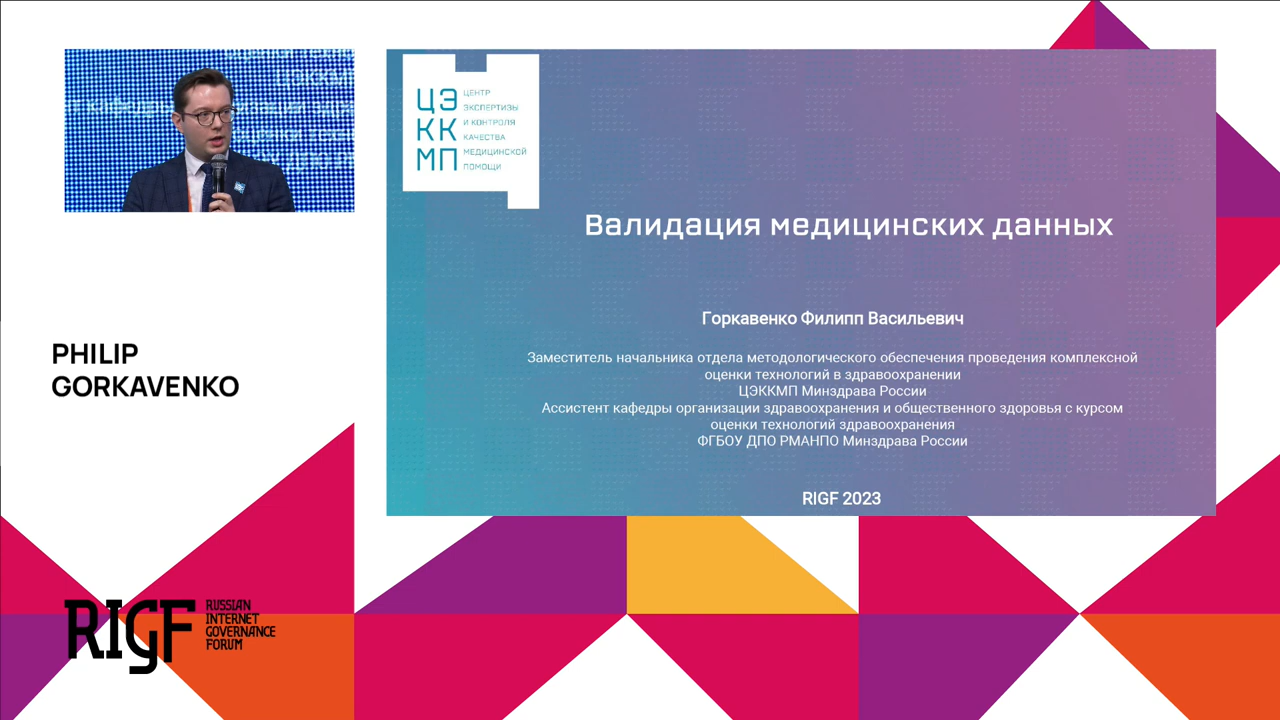 ЦЭККМП
PHILIP
GORKAVENKO
ЦЭ
КК
МП
ЦЕНТР
ЭКСПЕРТИЗЫ
И КОНТРОЛЯ
КАЧЕСТВА
МЕДИЦИНСКОЙ
ПОМОЩИ
Валидация медицинских данных
Горкавенко Филипп Васильевич
Заместитель начальника отдела методологического обеспечения проведения комплексной
оценки технологий в здравоохранении
ЦЭККМП Минздрава России
Ассистент кафедры организации здравоохранения и общественного здоровья с курсом
оценки технологий здравоохранения
ФГБОУ ДПО РМАНПО Минздрава России
RIGF 2023
RIGF
RUSSIAN
INTERNET
GOVERNANCE
FORUM